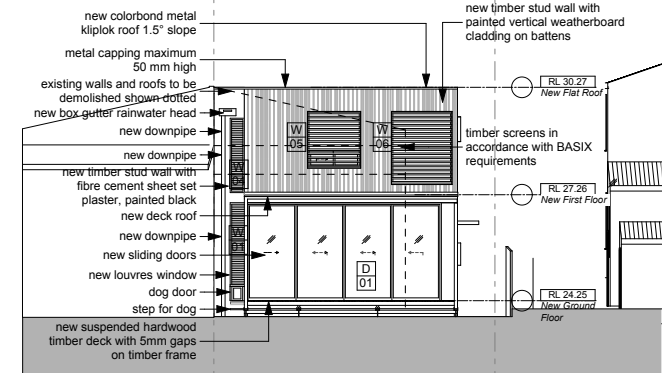 new colorbond metal
kliplok roof 1.5° slope
metal capping maximum
50 mm high
existing walls and roofs to be
demolished shown dotted
new box gutter rainwater head
new downpipe
new downpipe
new timber stud wall with
fibre cement sheet set
plaster, painted black
new deck roof
new downpipe
new sliding doors
new louvres window
dog door
step for dog
new suspended hardwood
timber deck with 5mm gaps
on timber frame
new timber stud wall with
painted vertical weatherboard
cladding on battens
timber screens in
accordance with BASIX
requirements
W
05
W
06
W
W
01
D
01
RL 30.27
New Flat Roof
RL 27.26
New First Floor
RL 24.25
New Ground
Floor